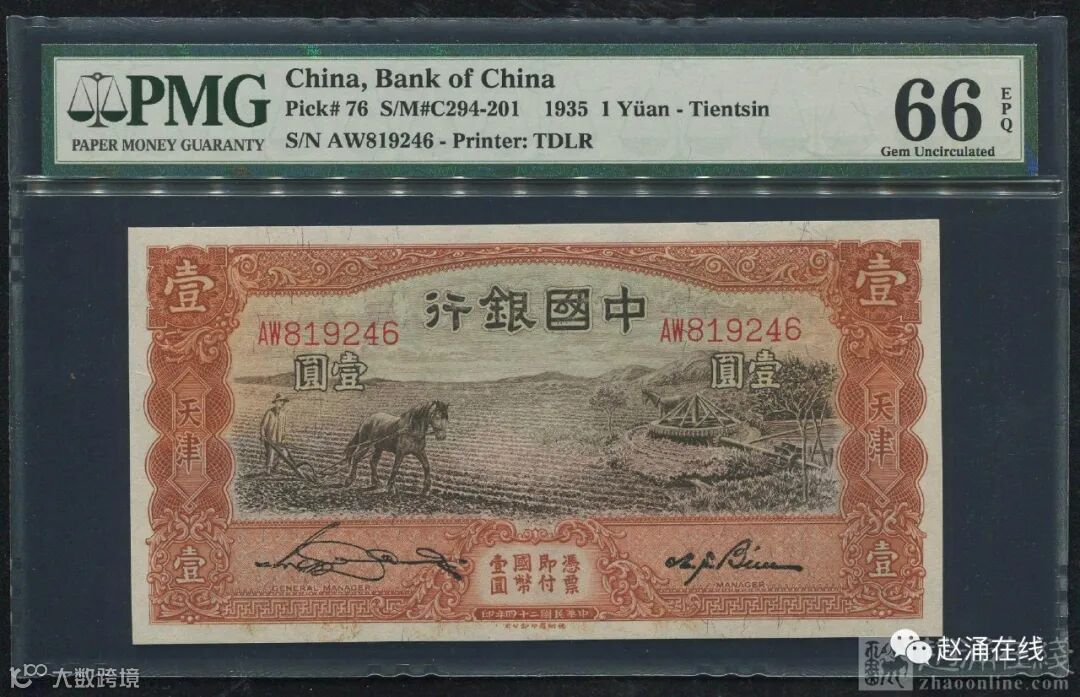 PMG
PAPER MONEY GUARANTY
China, Bank of China
Pick# 76 S/M#C294-201 1935 1 Yüan - Tientsin
S/N AW819246 - Printer: TDLR
66
EPQ
Gem Uncirculated
壹
壹
行銀國中
AW819246
AW819246
圓壹
圓壹
天津
天津
憑票
即付
國幣
壹圓
壹
壹
GENERAL MANAGER
MANAGER
印年四十二國民華中
大数跨境
赵涌在线
zhaoonline.com